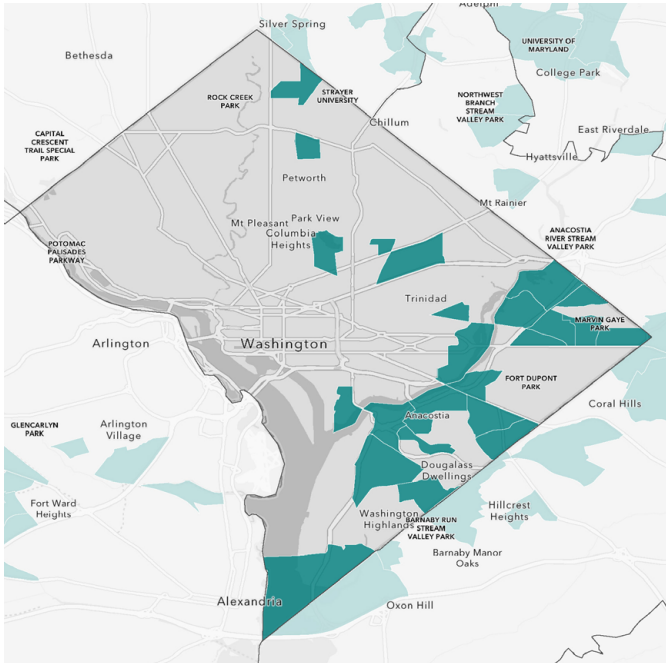 Adelphi
Silver Spring
UNIVERSITY OF
MARYLAND
Bethesda
College Park
ROCK CREEK
PARK
STRAYER
UNIVERSITY
NORTHWEST
BRANCH
STREAM
VALLEY PARK
Chillum
East Riverdale
CAPITAL
CRESCENT
TRAIL SPECIAL
PARK
Hyattsville
Petworth
Mt Rainier
Mt Pleasant
Park View
Columbia
Heights
ANACOSTIA
RIVER STREAM
VALLEY PARK
POTOMAC
PALISADES
PARKWAY
Trinidad
MARVIN GAYE
PARK
Arlington
Washington
FORT DUPONT
PARK
Coral Hills
Anacostia
GLENCARLYN
PARK
Arlington
Village
Douglass
Dwellings
Fort Ward
Heights
Hillcrest
Heights
Washington
Highlands
BARNABY RUN
STREAM
VALLEY PARK
Barnaby Manor
Oaks
Alexandria
Oxon Hill